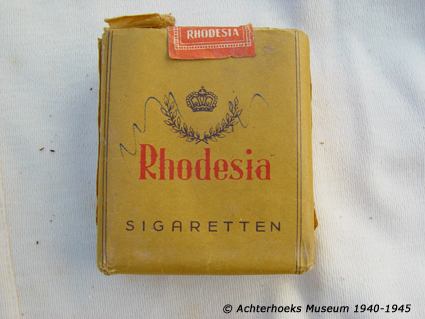 RHODESIA
Rhodesia
SIGARETTEN
© Achterhoeks Museum 1940-1945